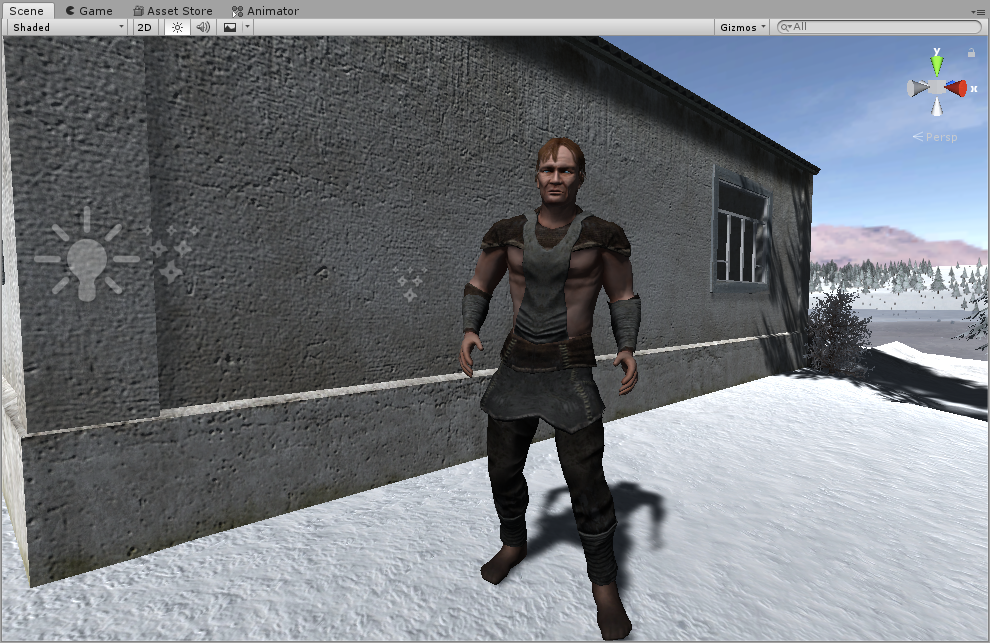 Scene Game Asset Store Animator
Shaded 2D Gizmos All
y
x
Persp